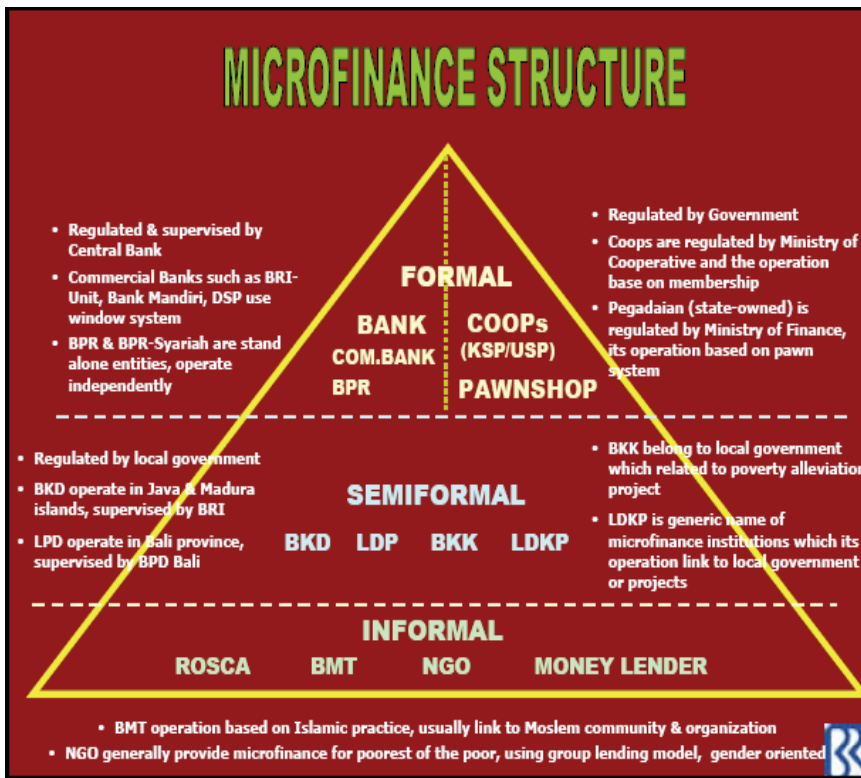 MICROFINANCE STRUCTURE
• Regulated & supervised by
Central Bank
• Commercial Banks such as BRI-
Unit, Bank Mandiri, DSP use
window system
• BPR & BPR-Syariah are stand
alone entities, operate
independently
FORMAL
BANK
COM.BANK
BPR
COOPs
(KSP/USP)
PAWNSHOP
• Regulated by Government
• Coops are regulated by Ministry of
Cooperative and the operation
base on membership
• Pegadaian (state-owned) is
regulated by Ministry of Finance,
its operation based on pawn
system
• Regulated by local government
• BKD operate in Java & Madura
islands, supervised by BRI
• LPD operate in Bali province,
supervised by BPD Bali
SEMIFORMAL
BKD LDP BKK LDKP
• BKK belong to local government
which related to poverty alleviation
project
• LDKP is generic name of
microfinance institutions which its
operation link to local government
or projects
INFORMAL
ROSCA BMT NGO MONEY LENDER
• BMT operation based on Islamic practice, usually link to Moslem community & organization
• NGO generally provide microfinance for poorest of the poor, using group lending model, gender oriented